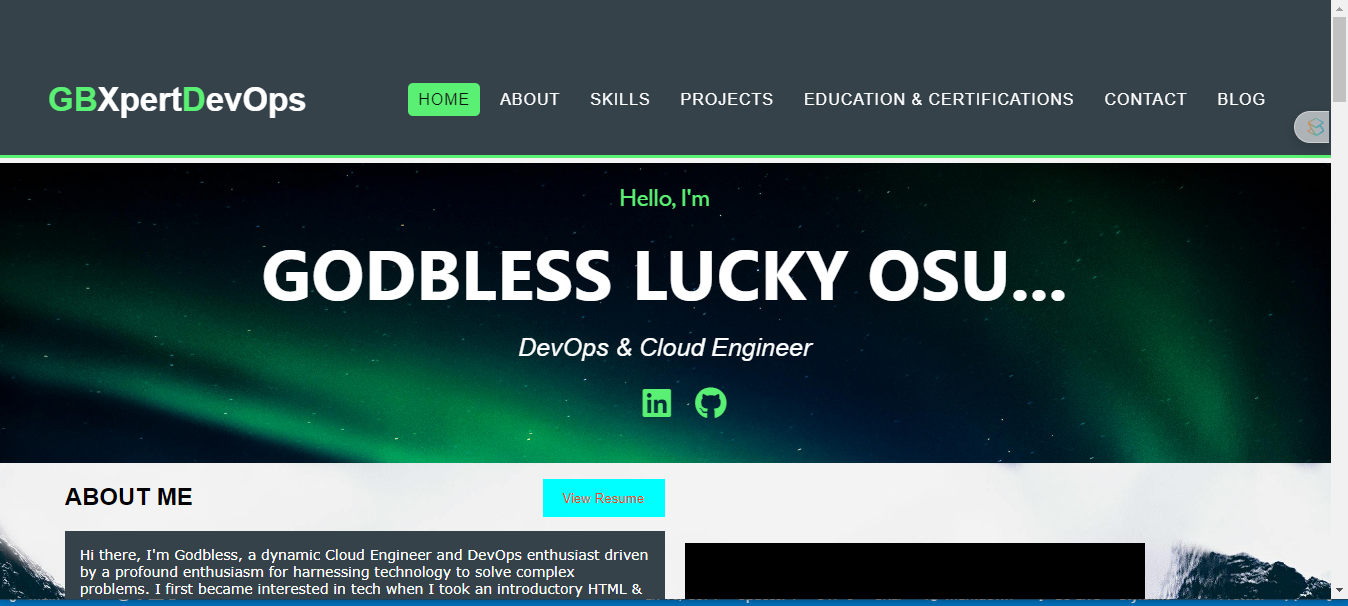 GBXpertDevOps
HOME ABOUT SKILLS PROJECTS EDUCATION & CERTIFICATIONS CONTACT BLOG
Hello, I'm
GODBLESS LUCKY OSU...
DevOps & Cloud Engineer
ABOUT ME
View Resume
Hi there, I'm Godbless, a dynamic Cloud Engineer and DevOps enthusiast driven
by a profound enthusiasm for harnessing technology to solve complex
problems. I first became interested in tech when I took an introductory HTML &